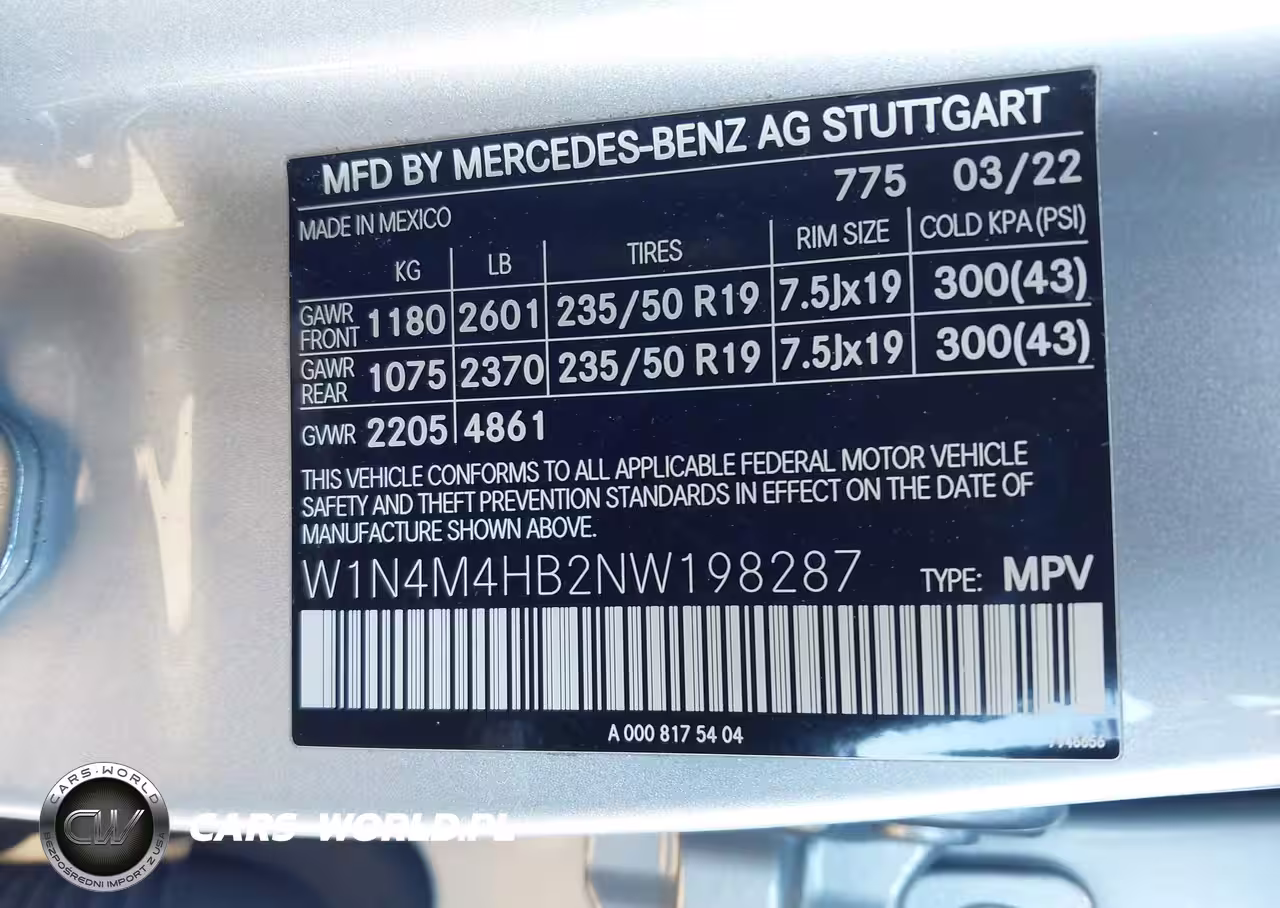 MFD BY MERCEDES-BENZ AG STUTTGART
775 03/22
MADE IN MEXICO
KG LB TIRES RIM SIZE COLD KPA (PSI)
GAWR FRONT 1180 2601 235/50 R19 7.5Jx19 300(43)
GAWR REAR 1075 2370 235/50 R19 7.5Jx19 300(43)
GVWR 2205 4861
THIS VEHICLE CONFORMS TO ALL APPLICABLE FEDERAL MOTOR VEHICLE
SAFETY AND THEFT PREVENTION STANDARDS IN EFFECT ON THE DATE OF
MANUFACTURE SHOWN ABOVE.
W1N4M4HB2NW198287 TYPE: MPV
A 000 817 54 04
CARS-WORLD
CW
BEZPOŚREDNI IMPORT Z USA
CARS-WORLD.PL